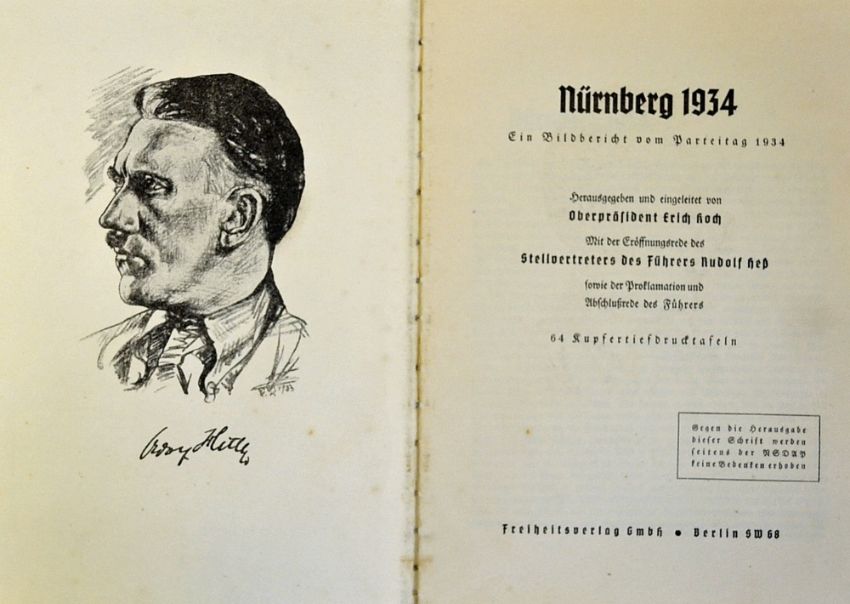 Adolf Hitler
Nürnberg 1934
Ein Bildbericht vom Parteitag 1934
Herausgegeben und eingeleitet von
Oberpräsident Erich Koch
Mit der Eröffnungsrede des
Stellvertreters des Führers Rudolf Heß
sowie der Proklamation und
Abschlußrede des Führers
64 Kupfertiefdrucktafeln
Gegen die Herausgabe
dieser Schrift werden
seitens der NSDAP
keine Bedenken erhoben
Freiheitsverlag GmbH • Berlin SW 68